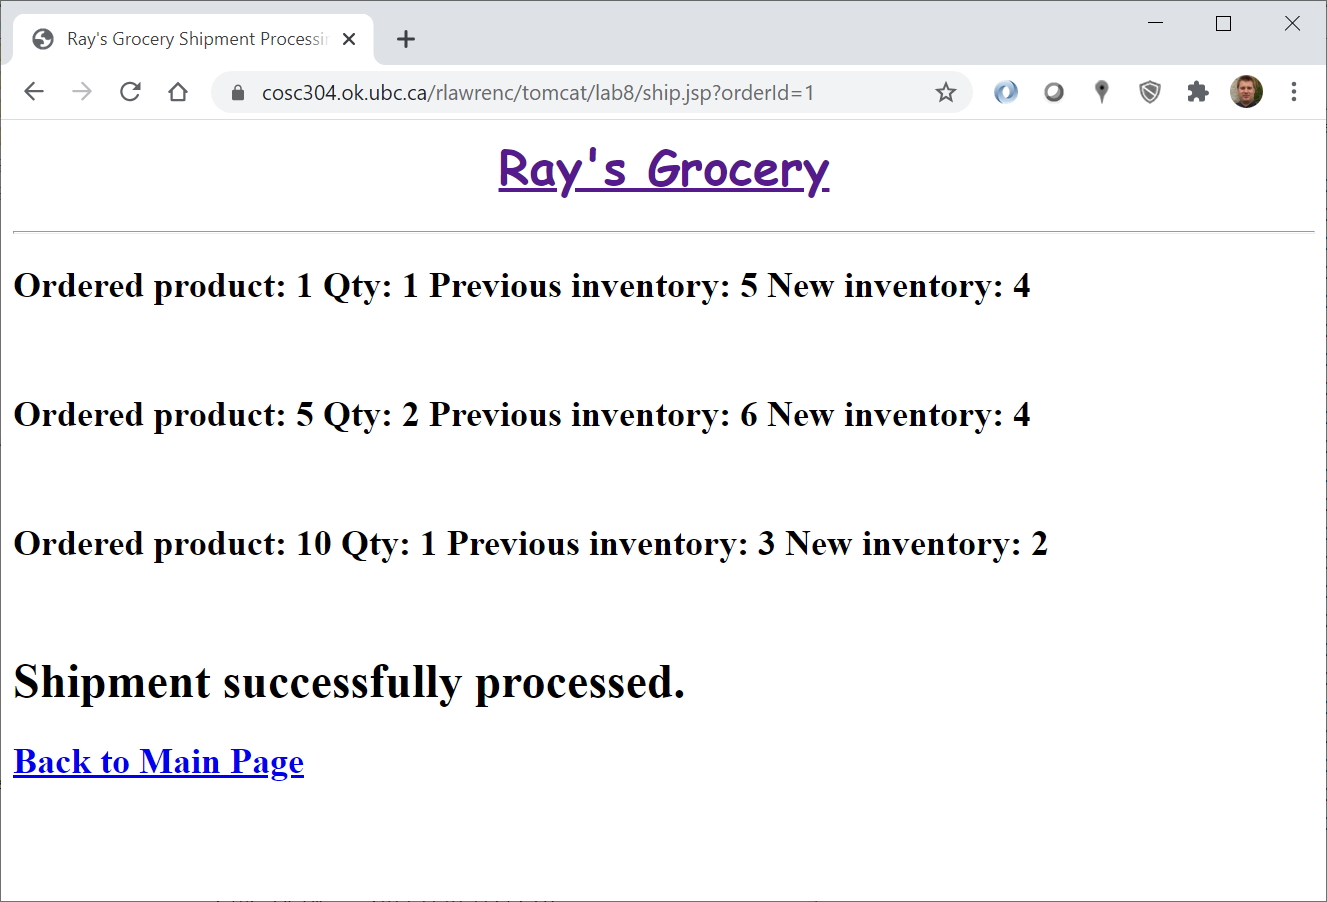 Ray's Grocery Shipment Processin
cosc304.ok.ubc.ca/rlawrenc/tomcat/lab8/ship.jsp?orderId=1
Ray's Grocery
Ordered product: 1 Qty: 1 Previous inventory: 5 New inventory: 4
Ordered product: 5 Qty: 2 Previous inventory: 6 New inventory: 4
Ordered product: 10 Qty: 1 Previous inventory: 3 New inventory: 2
Shipment successfully processed.
Back to Main Page